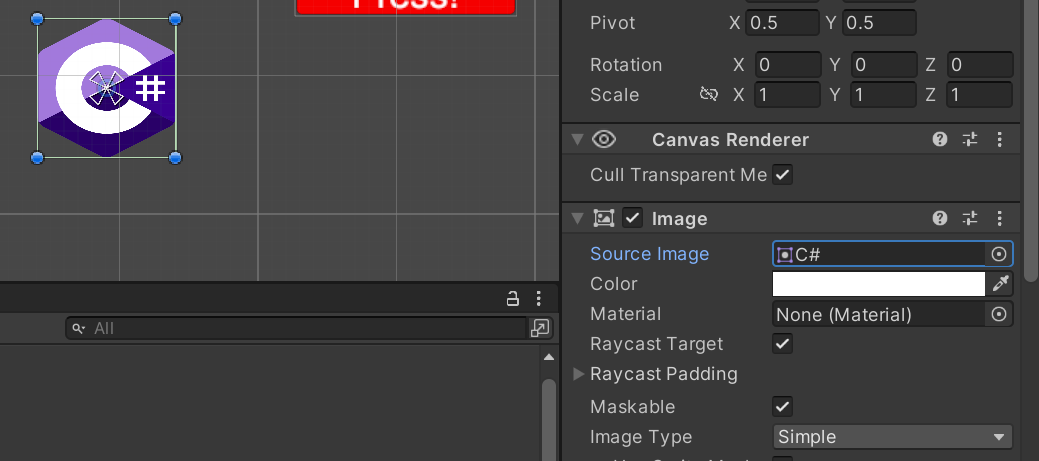 Press!
#
All
Pivot X 0.5 Y 0.5
Rotation X 0 Y 0 Z 0
Scale X 1 Y 1 Z 1
Canvas Renderer
Cull Transparent Me
Image
Source Image C#
Color
Material None (Material)
Raycast Target
Raycast Padding
Maskable
Image Type Simple